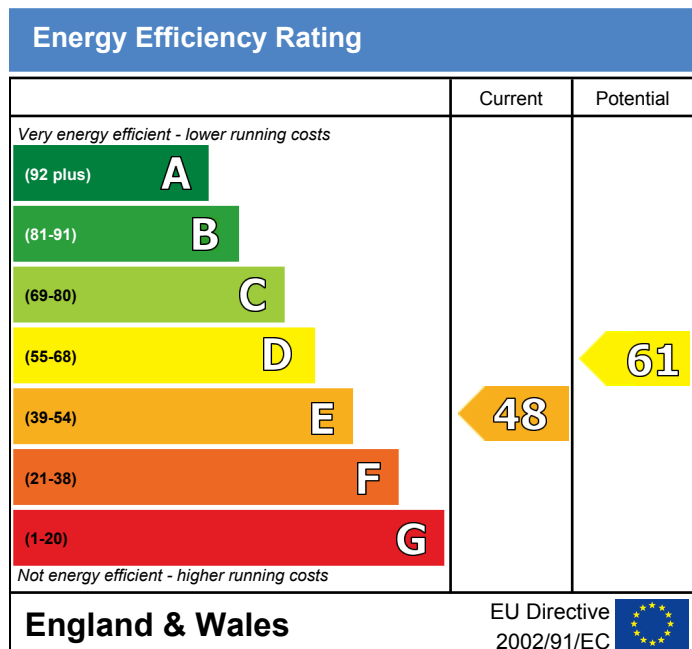 Energy Efficiency Rating
Current Potential
Very energy efficient - lower running costs
(92 plus) A
(81-91) B
(69-80) C
(55-68) D
61
(39-54) E
48
(21-38) F
(1-20) G
Not energy efficient - higher running costs
England & Wales
EU Directive
2002/91/EC